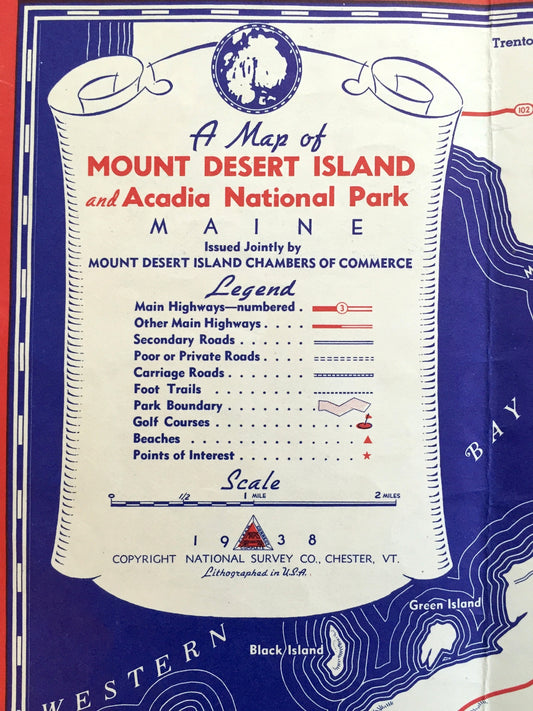 A Map of
MOUNT DESERT ISLAND
and Acadia National Park
MAINE
Issued Jointly by
MOUNT DESERT ISLAND CHAMBERS OF COMMERCE
Legend
Main Highways—numbered . 3
Other Main Highways . . . .
Secondary Roads . . . . .
Poor or Private Roads . . . .
Carriage Roads . . . . .
Foot Trails . . . . . .
Park Boundary . . . . . .
Golf Courses . . . . . . .
Beaches . . . . . . . . .
Points of Interest . . . . .
Scale
0 1/2 1 MILE 2 MILES
1938
COPYRIGHT NATIONAL SURVEY CO., CHESTER, VT.
Lithographed in U.S.A.
Trento
102
BAY
Green Island
Black Island
WESTERN